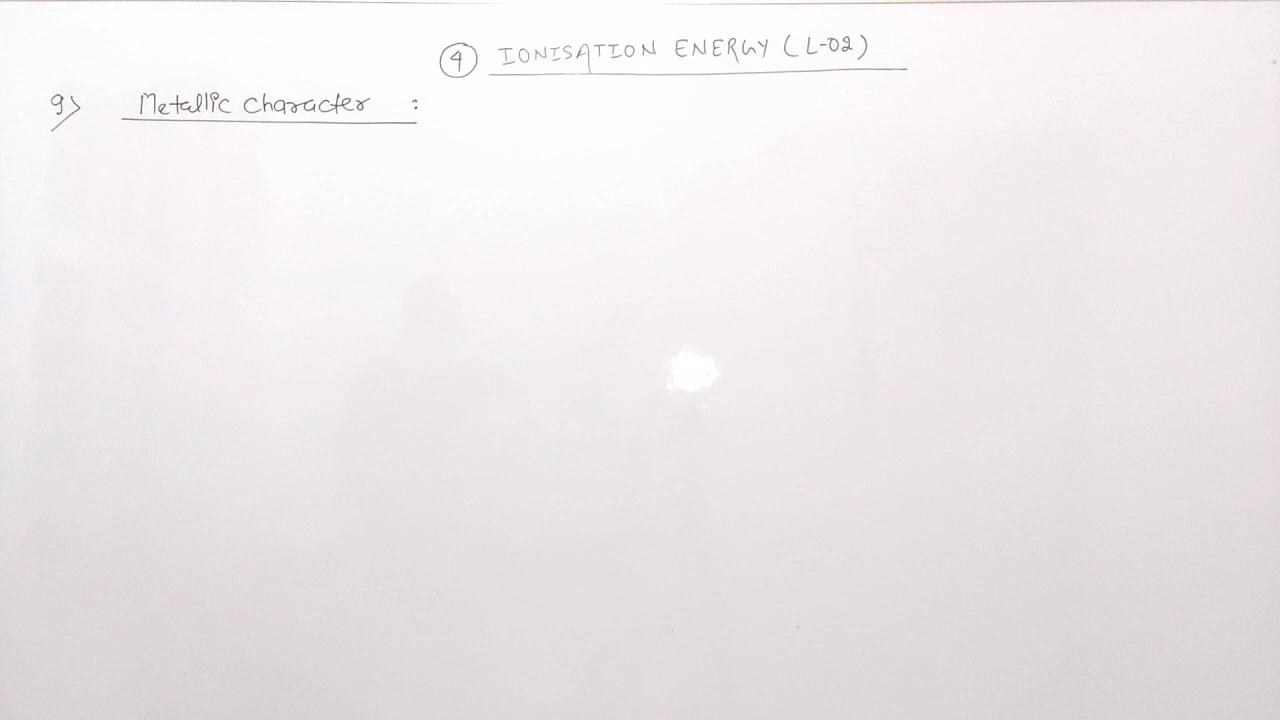 4 IONISATION ENERGY (L-02)
9> Metallic character :